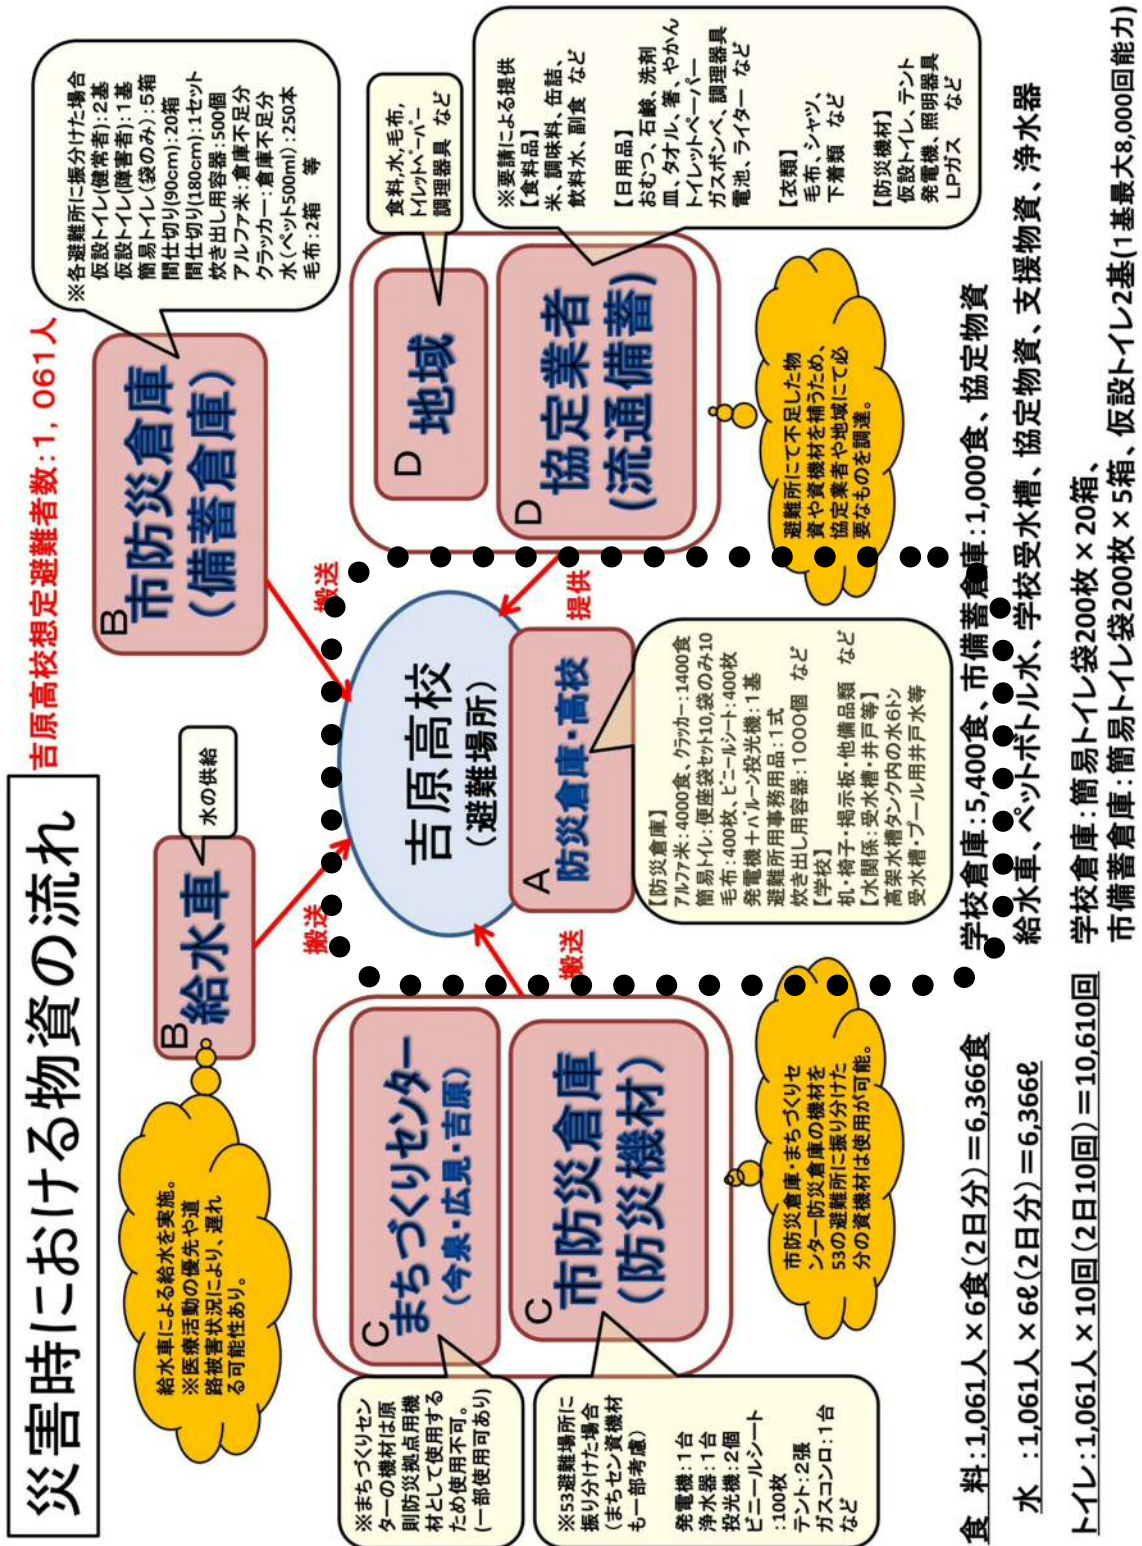 災害時における物資の流れ
吉原高校想定避難者数:1,061人
給水車による給水を実施。
※医療活動の優先や道
路被害状況により、遅れ
る可能性あり。
B
給水車
水の供給
B
市防災倉庫
(備蓄倉庫)
※各避難所に振分けた場合
仮設トイレ(健常者):2基
仮設トイレ(障害者):1基
簡易トイレ(袋のみ):5箱
間仕切り(90cm):20箱
間仕切り(180cm):1セット
炊き出し用容器:500個
アルファ米:倉庫不足分
クラッカー:倉庫不足分
水(ペット500ml):250本
毛布:2箱 等
搬送
搬送
※まちづくりセン
ターの機材は原
則防災拠点用機
材として使用する
ため使用不可。
(一部使用可あり)
C
まちづくりセンター
(今泉・広見・吉原)
吉原高校
(避難場所)
D
地域
食料、水、毛布、
トイレットペーパー
調理器具 など
搬送
提供
※53避難場所に
振り分けた場合
(まちセン資機材
も一部考慮)
発電機:1台
浄水器:1台
投光機:2個
ビニールシート
:100枚
テント:2張
ガスコンロ:1台
など
C
市防災倉庫
(防災機材)
A
防災倉庫・高校
D
協定業者
(流通備蓄)
※要請による提供
【食料品】
米、調味料、缶詰、
飲料水、副食 など
【日用品】
おむつ、石鹸、洗剤
皿、タオル、箸、やかん
トイレットペーパー
ガスボンベ、調理器具
電池、ライター など
【衣類】
毛布、シャツ、
下着類 など
【防災機材】
仮設トイレ、テント
発電機、照明器具
LPガス など
市防災倉庫・まちづくりセ
ンター防災倉庫の機材を
53の避難所に振り分けた
分の資機材は使用が可能。
【防災倉庫】
アルファ米:4000食、クラッカー:1400食
簡易トイレ:便座袋セット10,袋のみ10
毛布:400枚、ビニールシート:400枚
発電機+バルーン投光機:1基
避難所用事務用品:1式
炊き出し用容器:1000個 など
【学校】
机・椅子・掲示板・他備品類 など
【水関係:受水槽・井戸等】
高架水槽タンク内の水6トン
受水槽・プール用井戸水等
避難所にて不足した物
資や資機材を補うため、
協定業者や地域にて必
要なものを調達。
食 料:1,061人×6食(2日分)=6,366食
学校倉庫:5,400食、市備蓄倉庫:1,000食、協定物資
水 :1,061人×6ℓ(2日分)=6,366ℓ
給水車、ペットボトル水、学校受水槽、協定物資、支援物資、浄水器
トイレ:1,061人×10回(2日10回)=10,610回
学校倉庫:簡易トイレ袋200枚×20箱、
市備蓄倉庫:簡易トイレ袋200枚×5箱、仮設トイレ2基(1基最大8,000回能力)